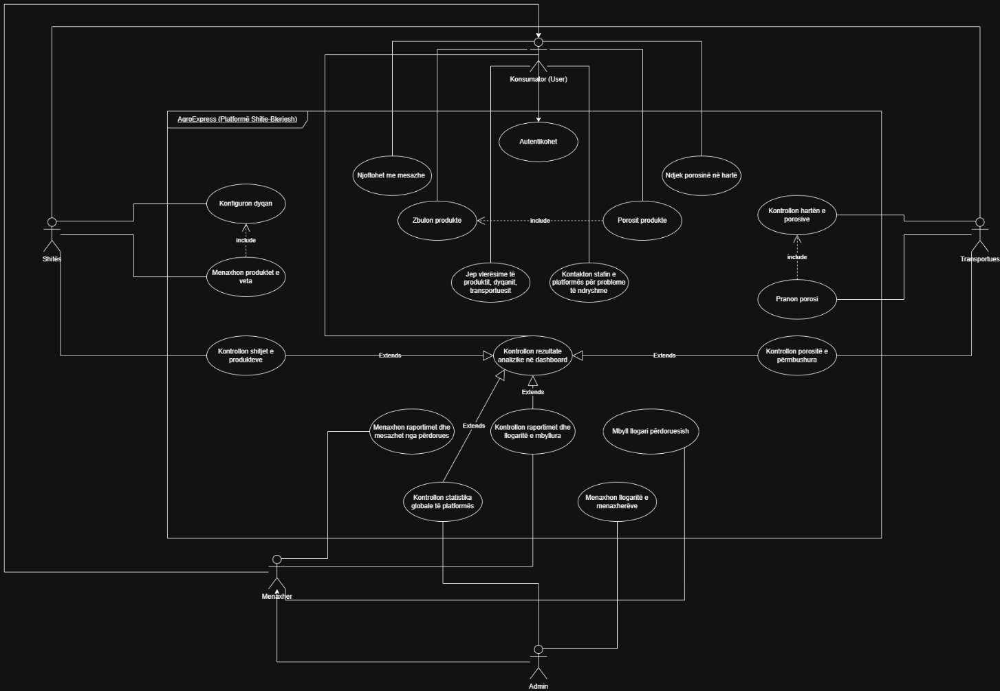 Konsumator (User)
AgroExpress (Platformë Shitje-Blerjesh)
Autentikohet
Njoftohet me mesazhe
Ndjek porosinë në hartë
Konfiguron dyqan
Zbulon produkte
include
Porosit produkte
Kontrollon hartën e
porosive
include
Shitës
Menaxhon produktet e
veta
Jep vlerësime të
produktit, dyqanit,
transportuesit
Kontakton stafin e
platformës për probleme
të ndryshme
include
Transportues
Pranon porosi
Kontrollon shitjet e
produkteve
Extends
Kontrollon rezultate
analizike në dashboard
Extends
Kontrollon porositë e
përmbushura
Extends
Menaxhon raportimet dhe
mesazhet nga përdorues
Extends
Kontrollon raportimet dhe
llogaritë e mbyllura
Mbyll llogari përdoruesish
Kontrollon statistika
globale të platformës
Menaxhon llogaritë e
menaxherëve
Menaxher
Admin